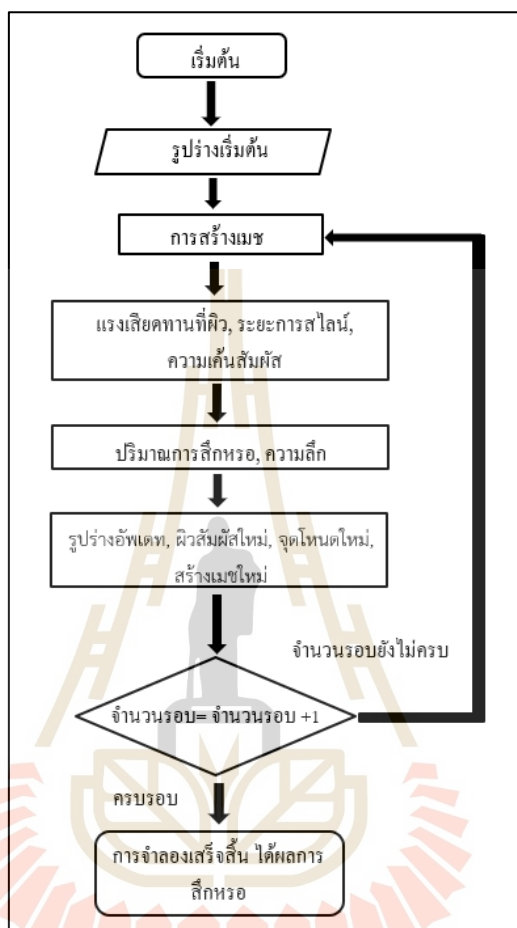 เริ่มต้น
รูปร่างเริ่มต้น
การสร้างเมช
แรงเสียดทานที่ผิว, ระยะการสไลน์,
ความเค้นสัมผัส
ปริมาณการสึกหรอ, ความลึก
รูปร่างอัพเดท, ผิวสัมผัสใหม่, จุดโหนดใหม่,
สร้างเมชใหม่
จำนวนรอบยังไม่ครบ
จำนวนรอบ= จำนวนรอบ +1
ครบรอบ
การจำลองเสร็จสิ้น ได้ผลการ
สึกหรอ